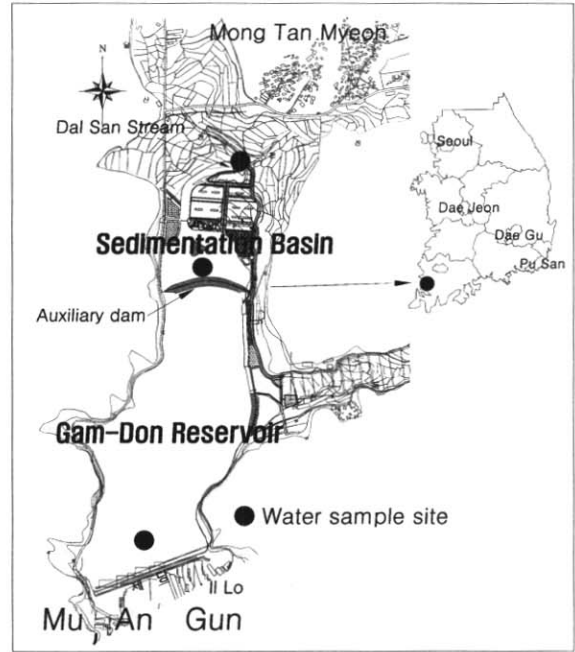 Mong Tan Myeon
N
Dal San Stream
Sedimentation Basin
Auxiliary dam
Gam-Don Reservoir
Water sample site
Il Lo
Mu An Gun
Seoul
Dae Jeon
Dae Gu
Pu San